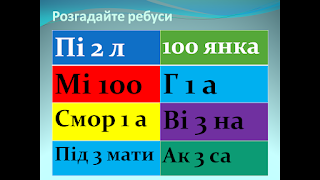 Розгадайте ребуси
Пі 2 л
100 янка
Мі 100
Г 1 а
Смор 1 а
Ві 3 на
Під 3 мати
Ак 3 са